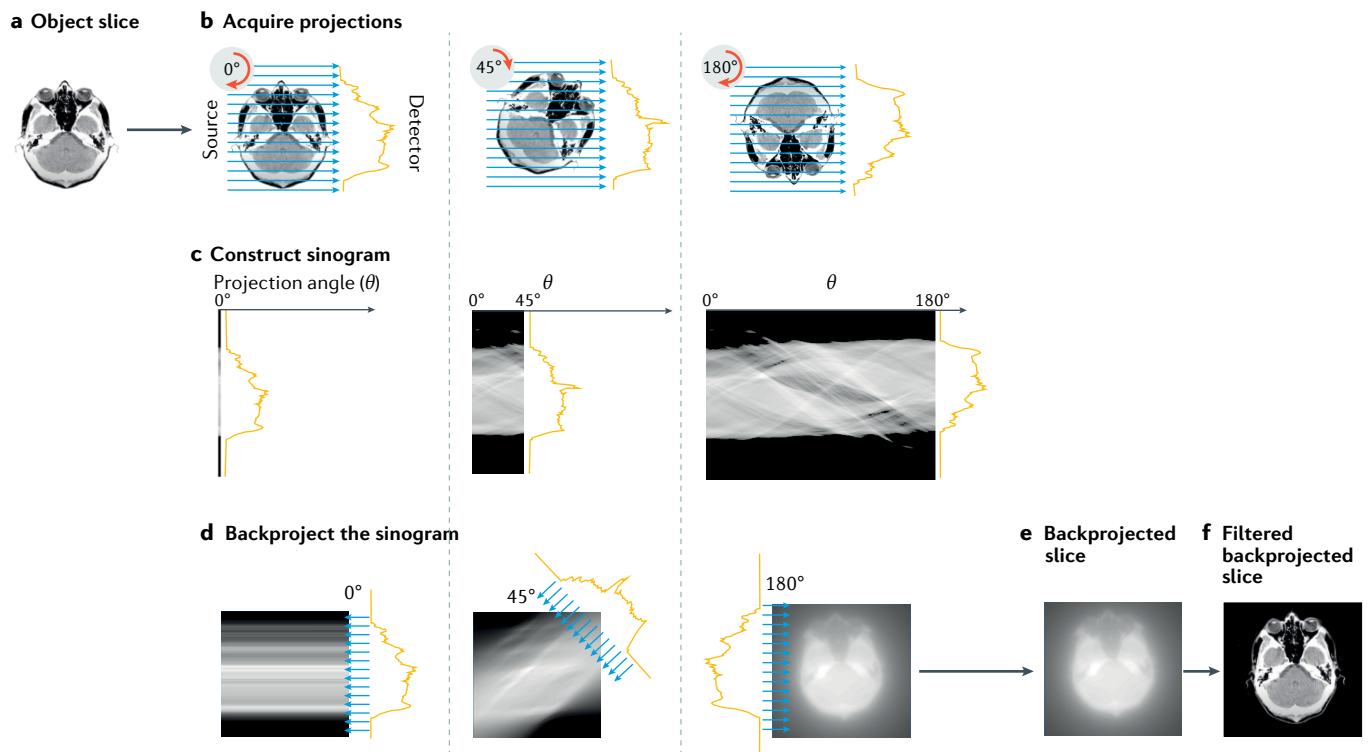 a Object slice
b Acquire projections
0°
Source
Detector
45°
180°
c Construct sinogram
Projection angle (θ)
0°
θ
0°
45°
θ
0°
180°
d Backproject the sinogram
0°
45°
180°
e Backprojected
slice
f Filtered
backprojected
slice